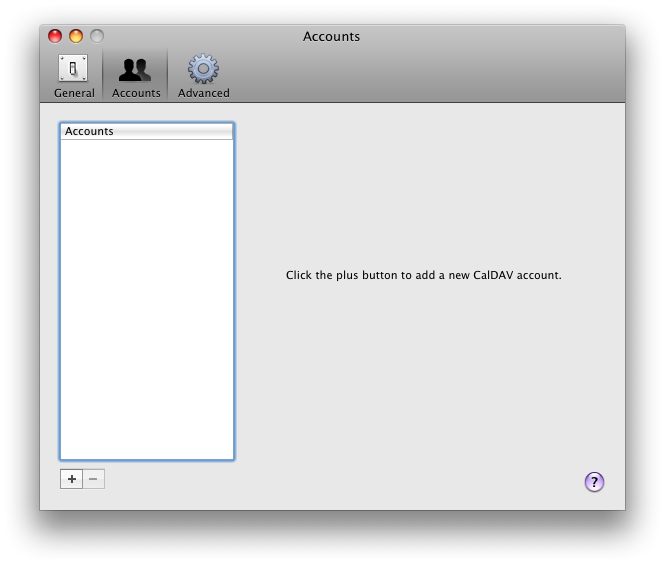 Accounts
General Accounts Advanced
Accounts
Click the plus button to add a new CalDAV account.
+ −
?